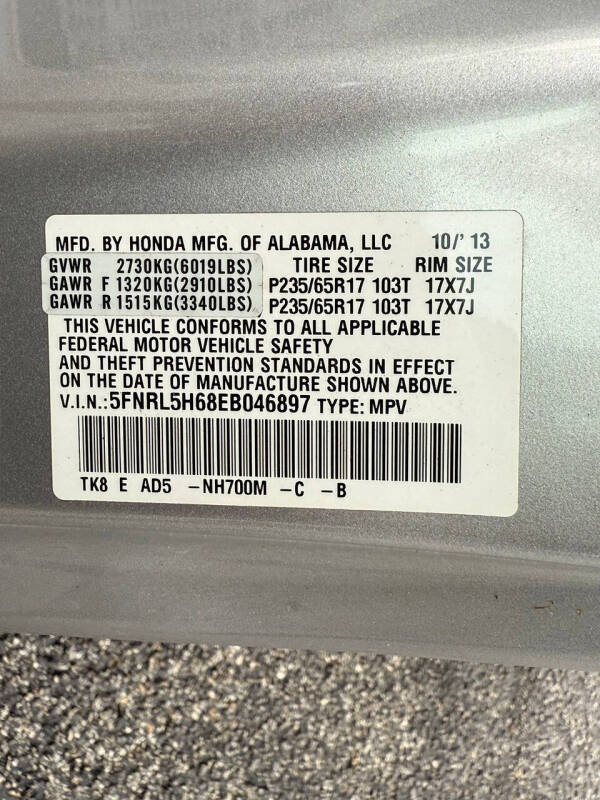 MFD. BY HONDA MFG. OF ALABAMA, LLC 10/'13
GVWR 2730KG(6019LBS) TIRE SIZE RIM SIZE
GAWR F 1320KG(2910LBS) P235/65R17 103T 17X7J
GAWR R 1515KG(3340LBS) P235/65R17 103T 17X7J
THIS VEHICLE CONFORMS TO ALL APPLICABLE
FEDERAL MOTOR VEHICLE SAFETY
AND THEFT PREVENTION STANDARDS IN EFFECT
ON THE DATE OF MANUFACTURE SHOWN ABOVE.
V.I.N.:5FNRL5H68EB046897 TYPE: MPV
TK8 E AD5 -NH700M -C -B